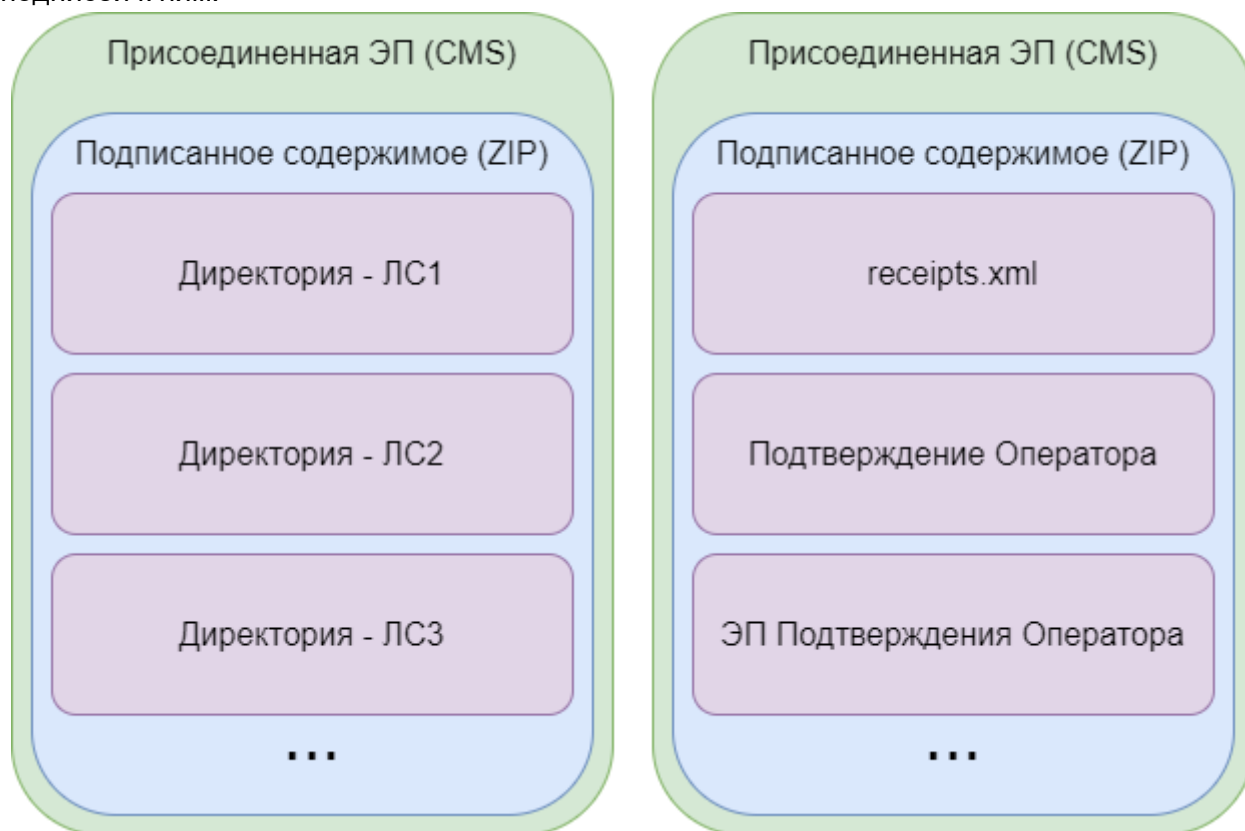 Присоединенная ЭП (CMS)
Подписанное содержимое (ZIP)
Директория - ЛС1
Директория - ЛС2
Директория - ЛС3
...
Присоединенная ЭП (CMS)
Подписанное содержимое (ZIP)
receipts.xml
Подтверждение Оператора
ЭП Подтверждения Оператора
...